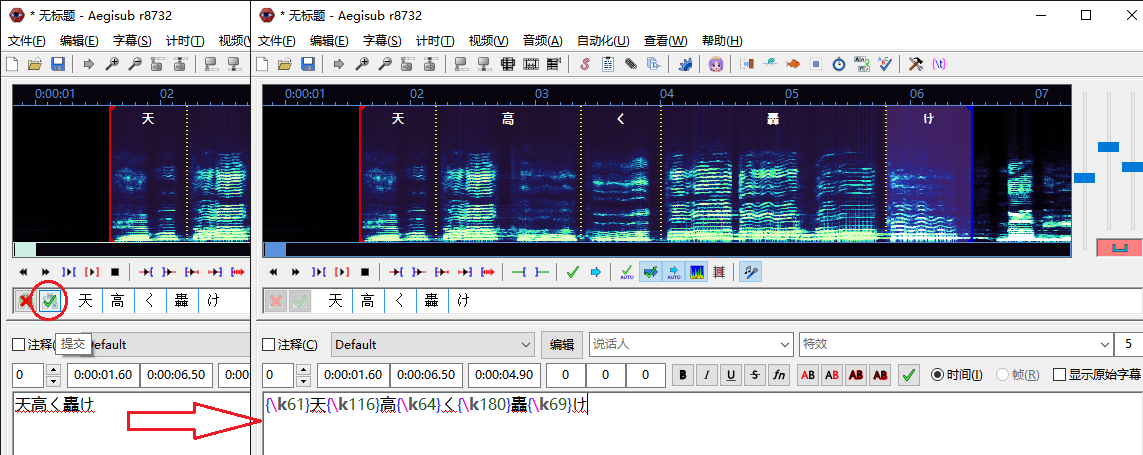 * 无标题 - Aegisub r8732
* 无标题 - Aegisub r8732
文件(F) 编辑(E) 字幕(S) 计时(T) 视频(V
文件(F) 编辑(E) 字幕(S) 计时(T) 视频(V) 音频(A) 自动化(U) 查看(W) 帮助(H)
0:00:01 02
0:00:01 02 03 04 05 06 07
天
天 高 く 轟 け
AUTO AUTO
天 高 く 轟 け
天 高 く 轟 け
提交
注释( Default
注释(C) Default 编辑 说话人 特效 5
0 0:00:01.60 0:00:06.50 0:00
0 0:00:01.60 0:00:06.50 0:00:04.90 0 0 0 B I U S fn AB AB AB AB 时间(I) 帧(R) 显示原始字幕
天高く轟け
{\k61}天{\k116}高{\k64}く{\k180}轟{\k69}け